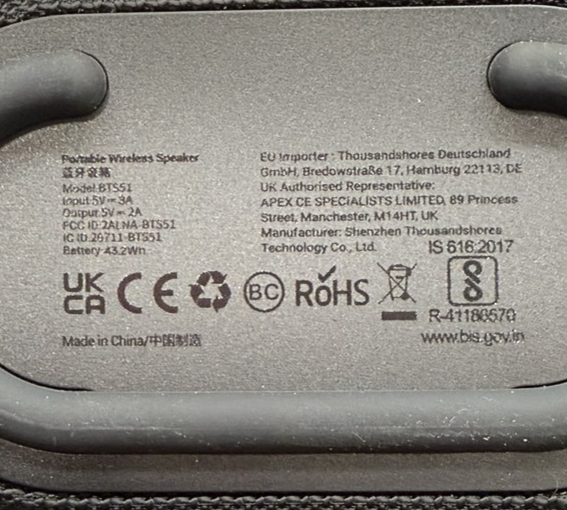 Portable Wireless Speaker
蓝牙音箱
Model:BTS51
Input:5V⎓3A
Output:5V⎓2A
FCC ID:2ALNA-BTS51
IC ID:26711-BTS51
Battery 43.2Wh
EU Importer : Thousandshores Deutschland
GmbH, Bredowstraße 17, Hamburg 22113, DE
UK Authorised Representative:
APEX CE SPECIALISTS LIMITED, 89 Princess
Street, Manchester, M14HT, UK
Manufacturer: Shenzhen Thousandshores
Technology Co., Ltd.
IS 616:2017
UK
CA
CE
BC
RoHS
R-41180570
Made in China/中国制造
www.bis.gov.in